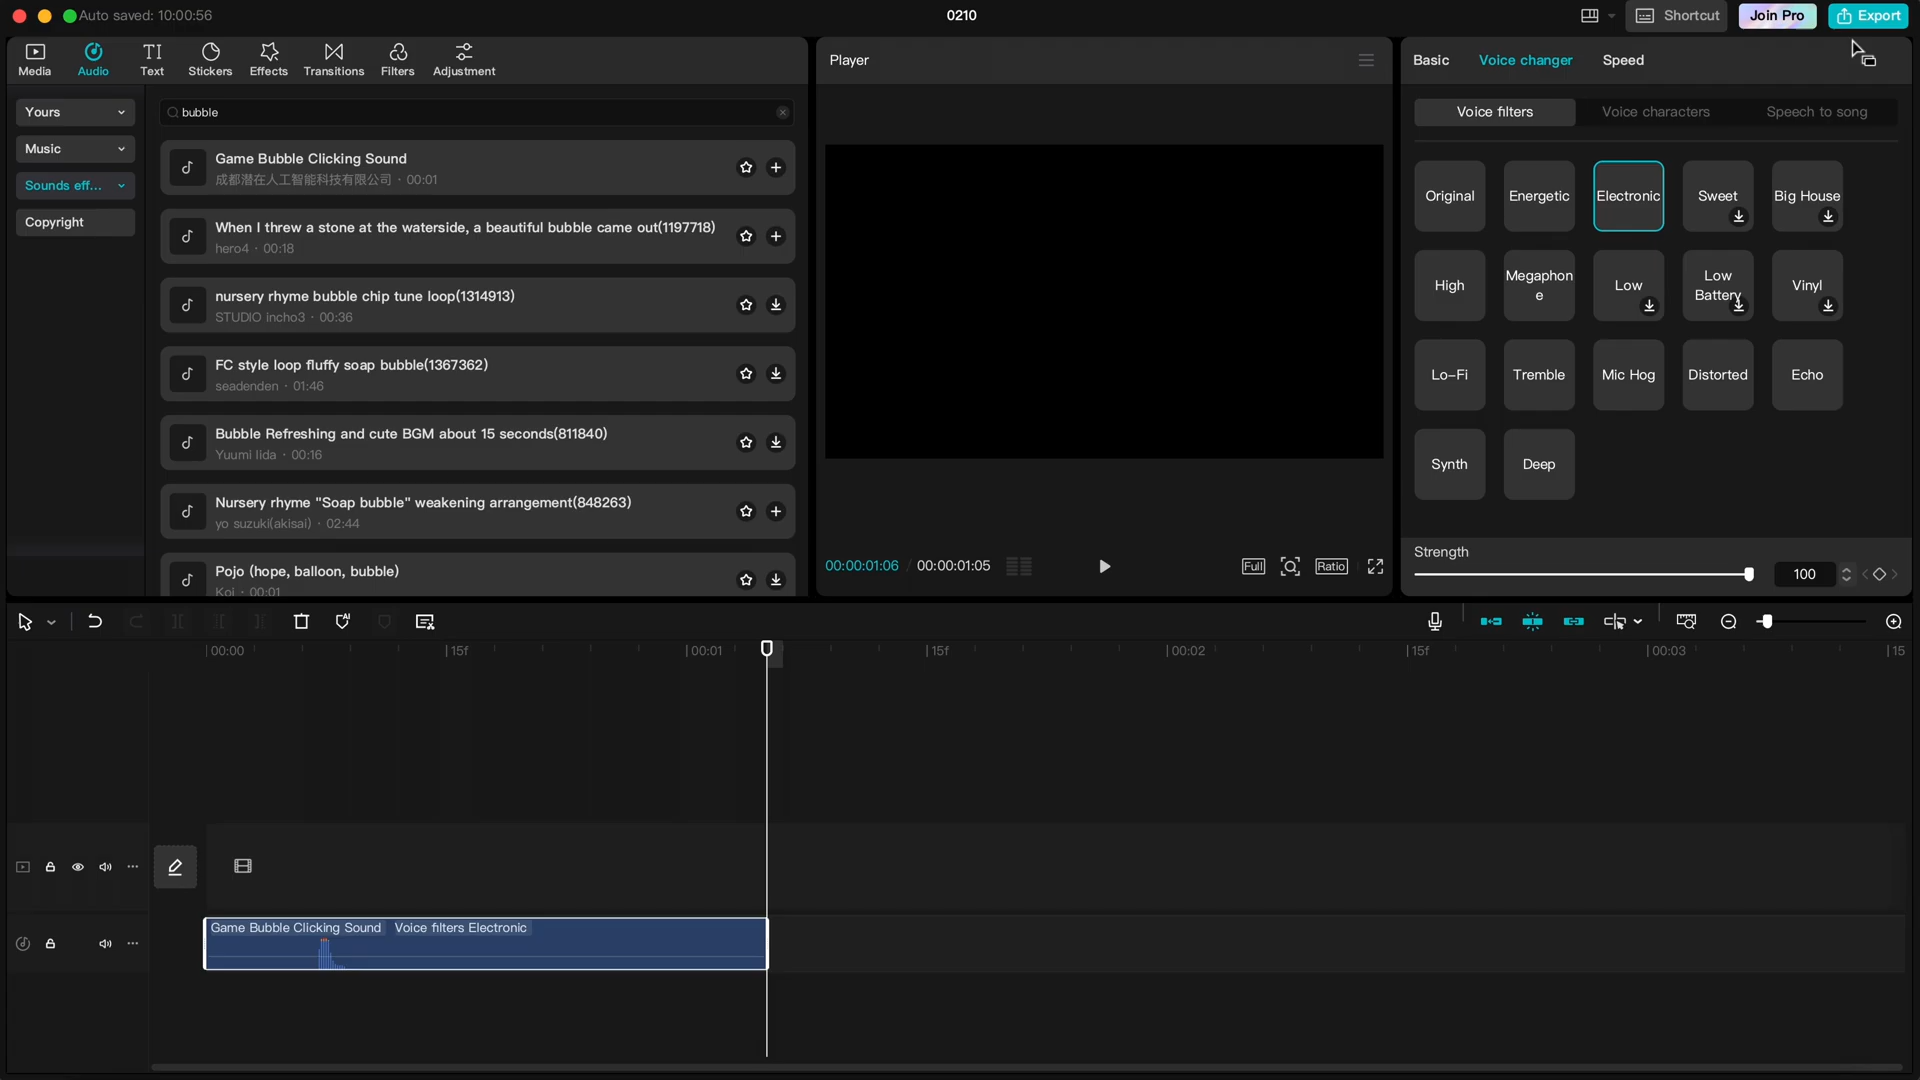 Auto saved: 10:00:56
0210
Shortcut
Join Pro
Export
Media
Audio
Text
Stickers
Effects
Transitions
Filters
Adjustment
Player
Basic
Voice changer
Speed
Yours
Music
Sounds eff...
Copyright
bubble
Game Bubble Clicking Sound
成都潜在人工智能科技有限公司 · 00:01
When I threw a stone at the waterside, a beautiful bubble came out(1197718)
hero4 · 00:18
nursery rhyme bubble chip tune loop(1314913)
STUDIO incho3 · 00:36
FC style loop fluffy soap bubble(1367362)
seadenden · 01:46
Bubble Refreshing and cute BGM about 15 seconds(811840)
Yuumi Iida · 00:16
Nursery rhyme "Soap bubble" weakening arrangement(848263)
yo suzuki(akisai) · 02:44
Pojo (hope, balloon, bubble)
Koi · 00:01
00:00:01:06 / 00:00:01:05
Full
Ratio
Voice filters
Voice characters
Speech to song
Original
Energetic
Electronic
Sweet
Big House
High
Megaphon
e
Low
Low
Battery
Vinyl
Lo-Fi
Tremble
Mic Hog
Distorted
Echo
Synth
Deep
Strength
100
00:00
15f
00:01
15f
00:02
15f
00:03
15
Game Bubble Clicking Sound
Voice filters Electronic